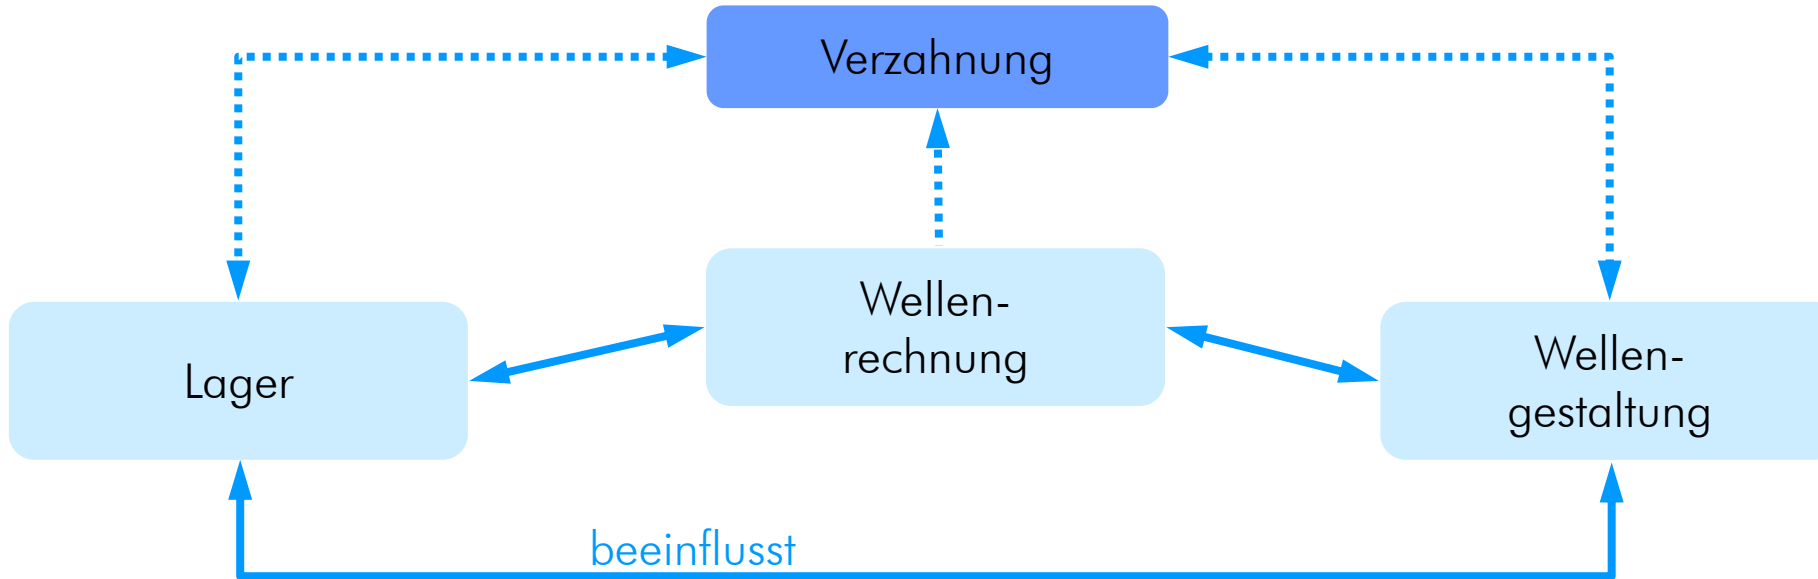 Verzahnung
Wellen-
rechnung
Lager
Wellen-
gestaltung
beeinflusst